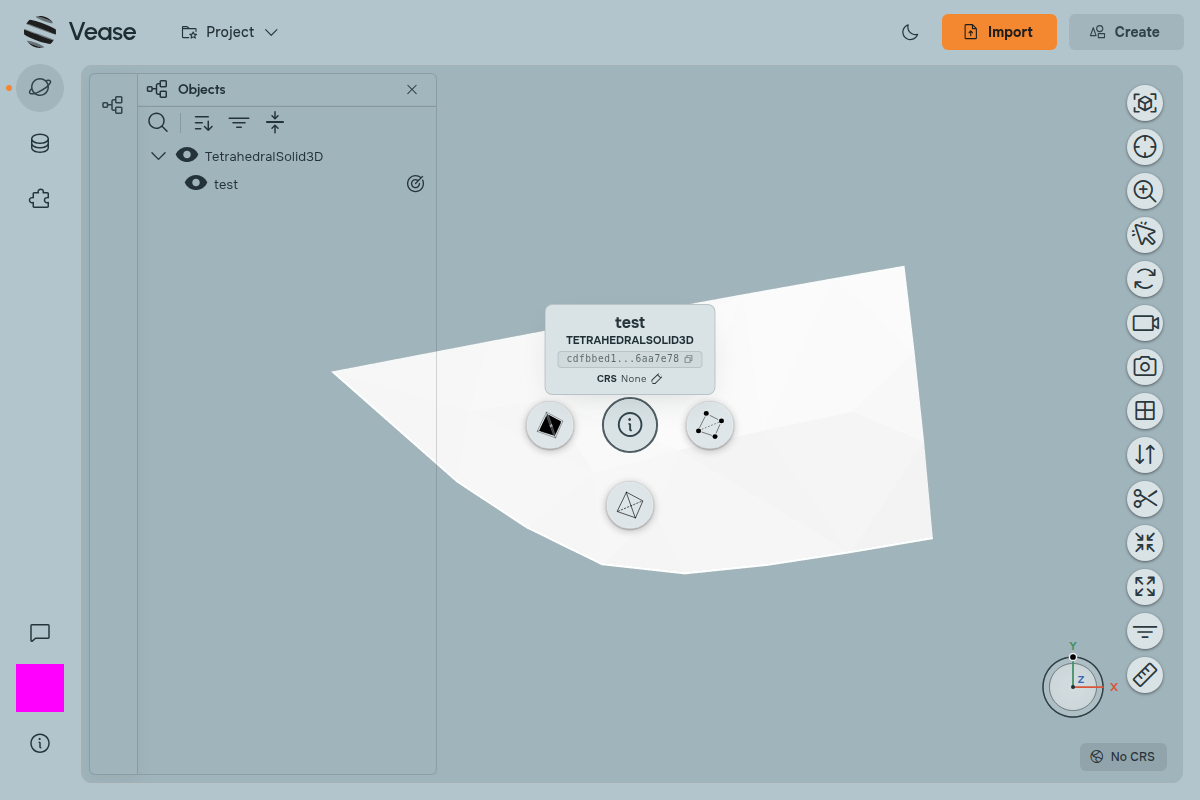 Vease
Project
Import
Create
Objects
TetrahedralSolid3D
test
test
TETRAHEDRALSOLID3D
cdfbbed1...6aa7e78
CRS None
Y
Z
X
No CRS